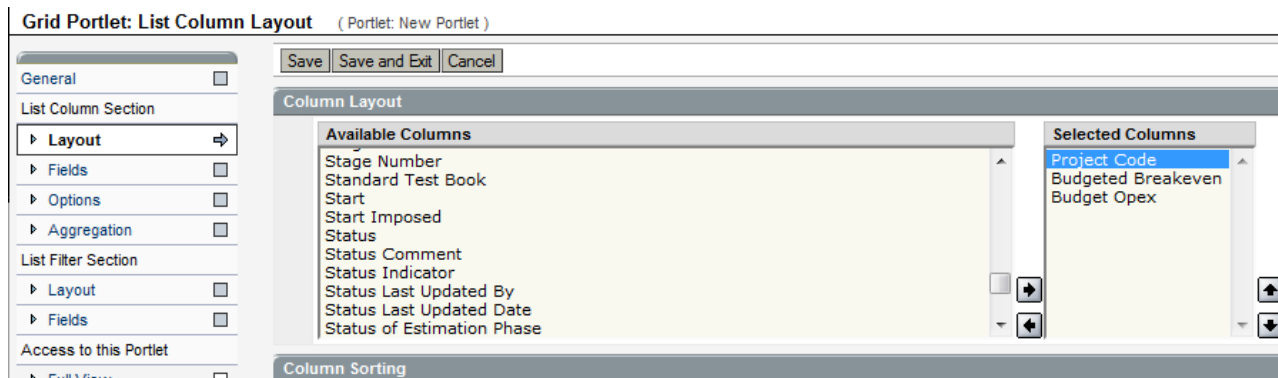 Grid Portlet: List Column Layout ( Portlet: New Portlet )
General
List Column Section
Layout
Fields
Options
Aggregation
List Filter Section
Layout
Fields
Access to this Portlet
Save Save and Exit Cancel
Column Layout
Available Columns
Stage Number
Standard Test Book
Start
Start Imposed
Status
Status Comment
Status Indicator
Status Last Updated By
Status Last Updated Date
Status of Estimation Phase
Selected Columns
Project Code
Budgeted Breakeven
Budget Opex
Column Sorting